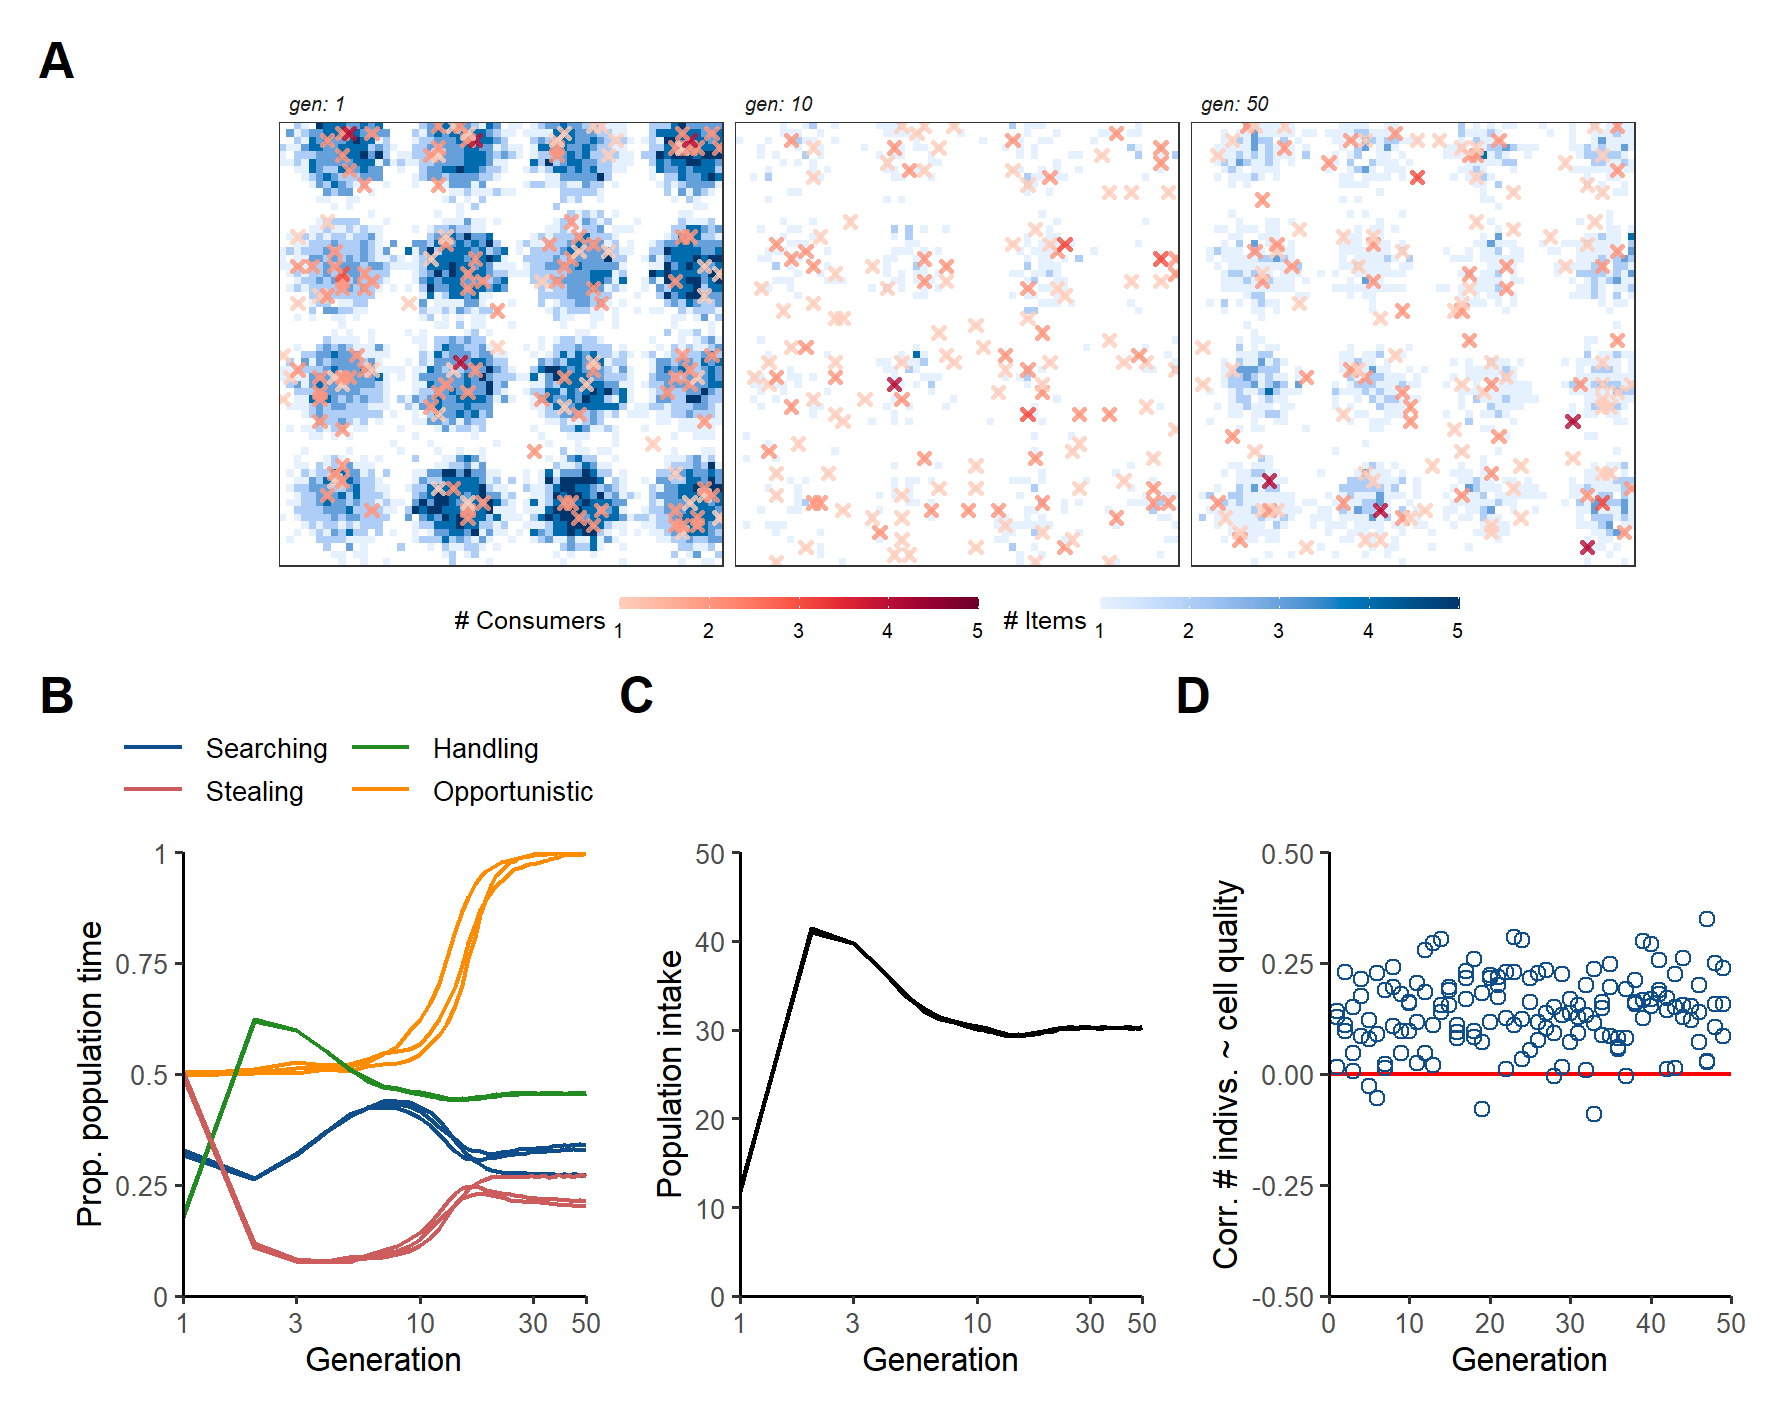 A
gen: 1
gen: 10
gen: 50
# Consumers
1
2
3
4
5
# Items
1
2
3
4
5
B
Searching
Handling
Stealing
Opportunistic
Prop. population time
1
0.75
0.5
0.25
0
1
3
10
30
50
Generation
C
Population intake
50
40
30
20
10
0
1
3
10
30
50
Generation
D
Corr. # indivs. ~ cell quality
0.50
0.25
0.00
-0.25
-0.50
0
10
20
30
40
50
Generation